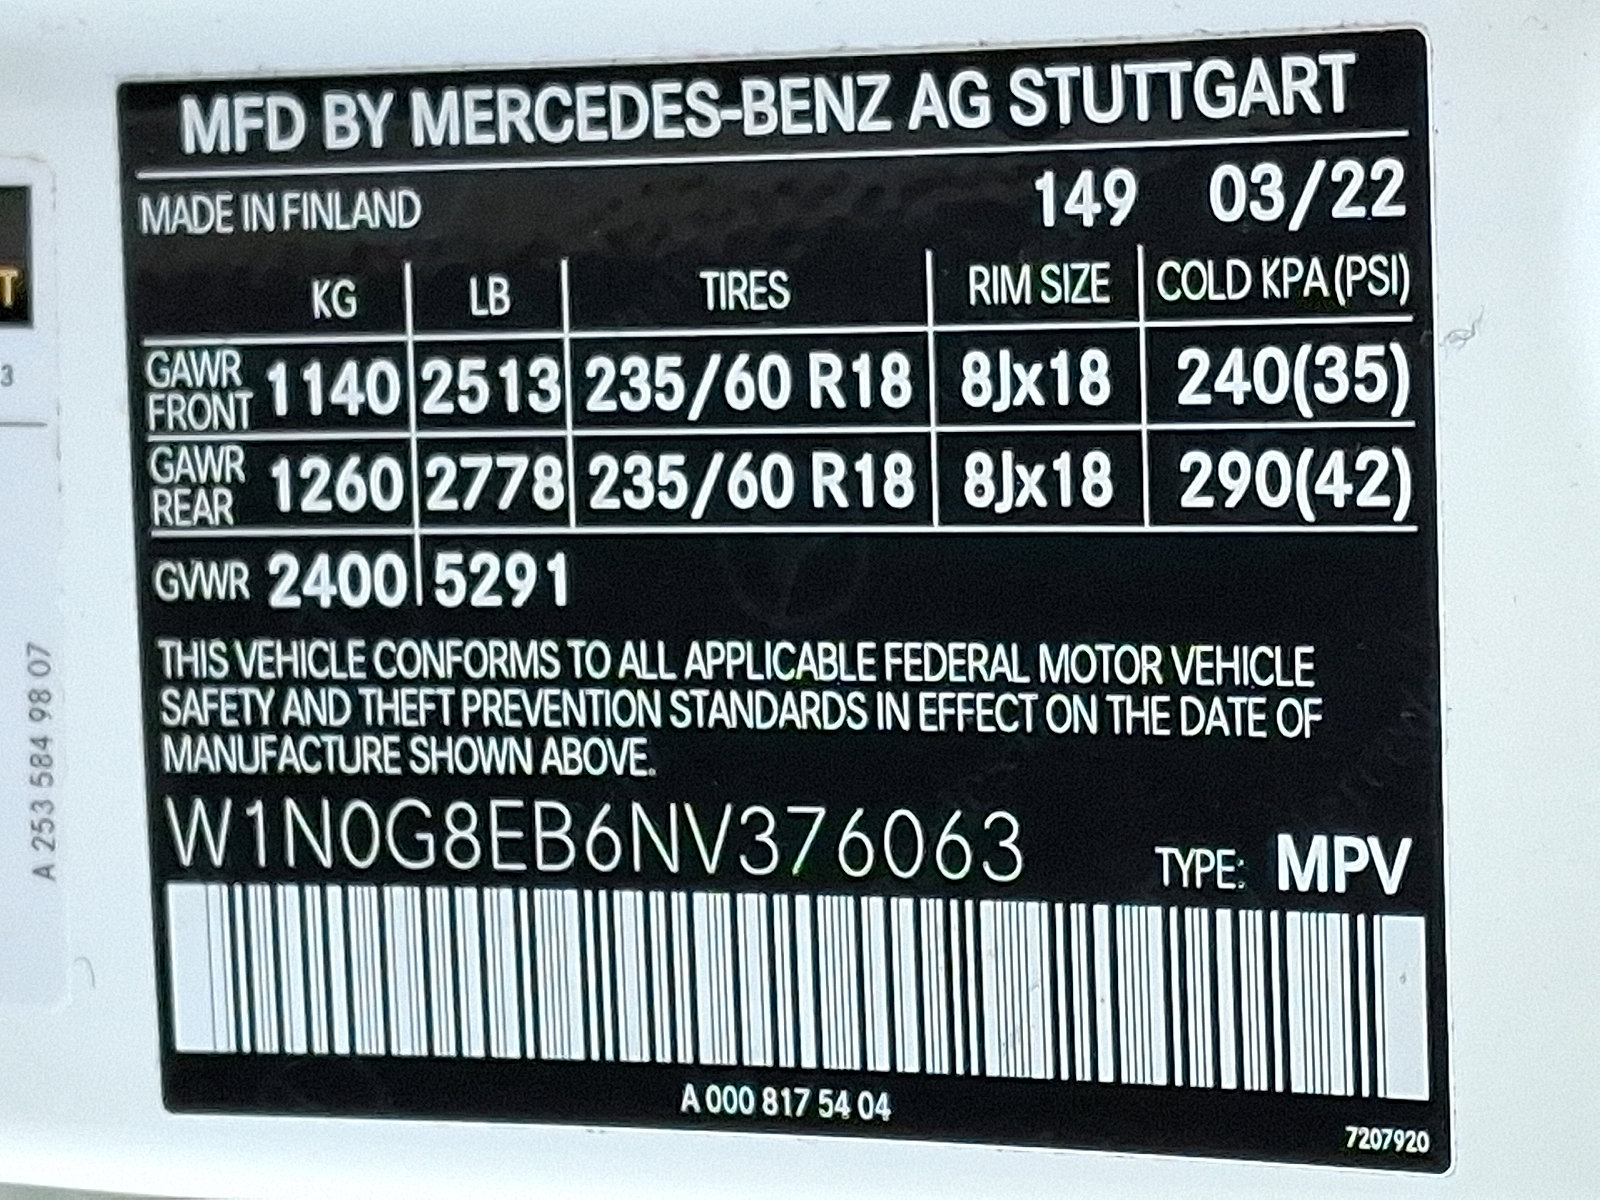 MFD BY MERCEDES-BENZ AG STUTTGART
MADE IN FINLAND 149 03/22
KG LB TIRES RIM SIZE COLD KPA (PSI)
GAWR FRONT 1140 2513 235/60 R18 8Jx18 240(35)
GAWR REAR 1260 2778 235/60 R18 8Jx18 290(42)
GVWR 2400 5291
THIS VEHICLE CONFORMS TO ALL APPLICABLE FEDERAL MOTOR VEHICLE
SAFETY AND THEFT PREVENTION STANDARDS IN EFFECT ON THE DATE OF
MANUFACTURE SHOWN ABOVE.
W1N0G8EB6NV376063 TYPE: MPV
A 000 817 54 04
7207920
T
3
A 253 584 98 07